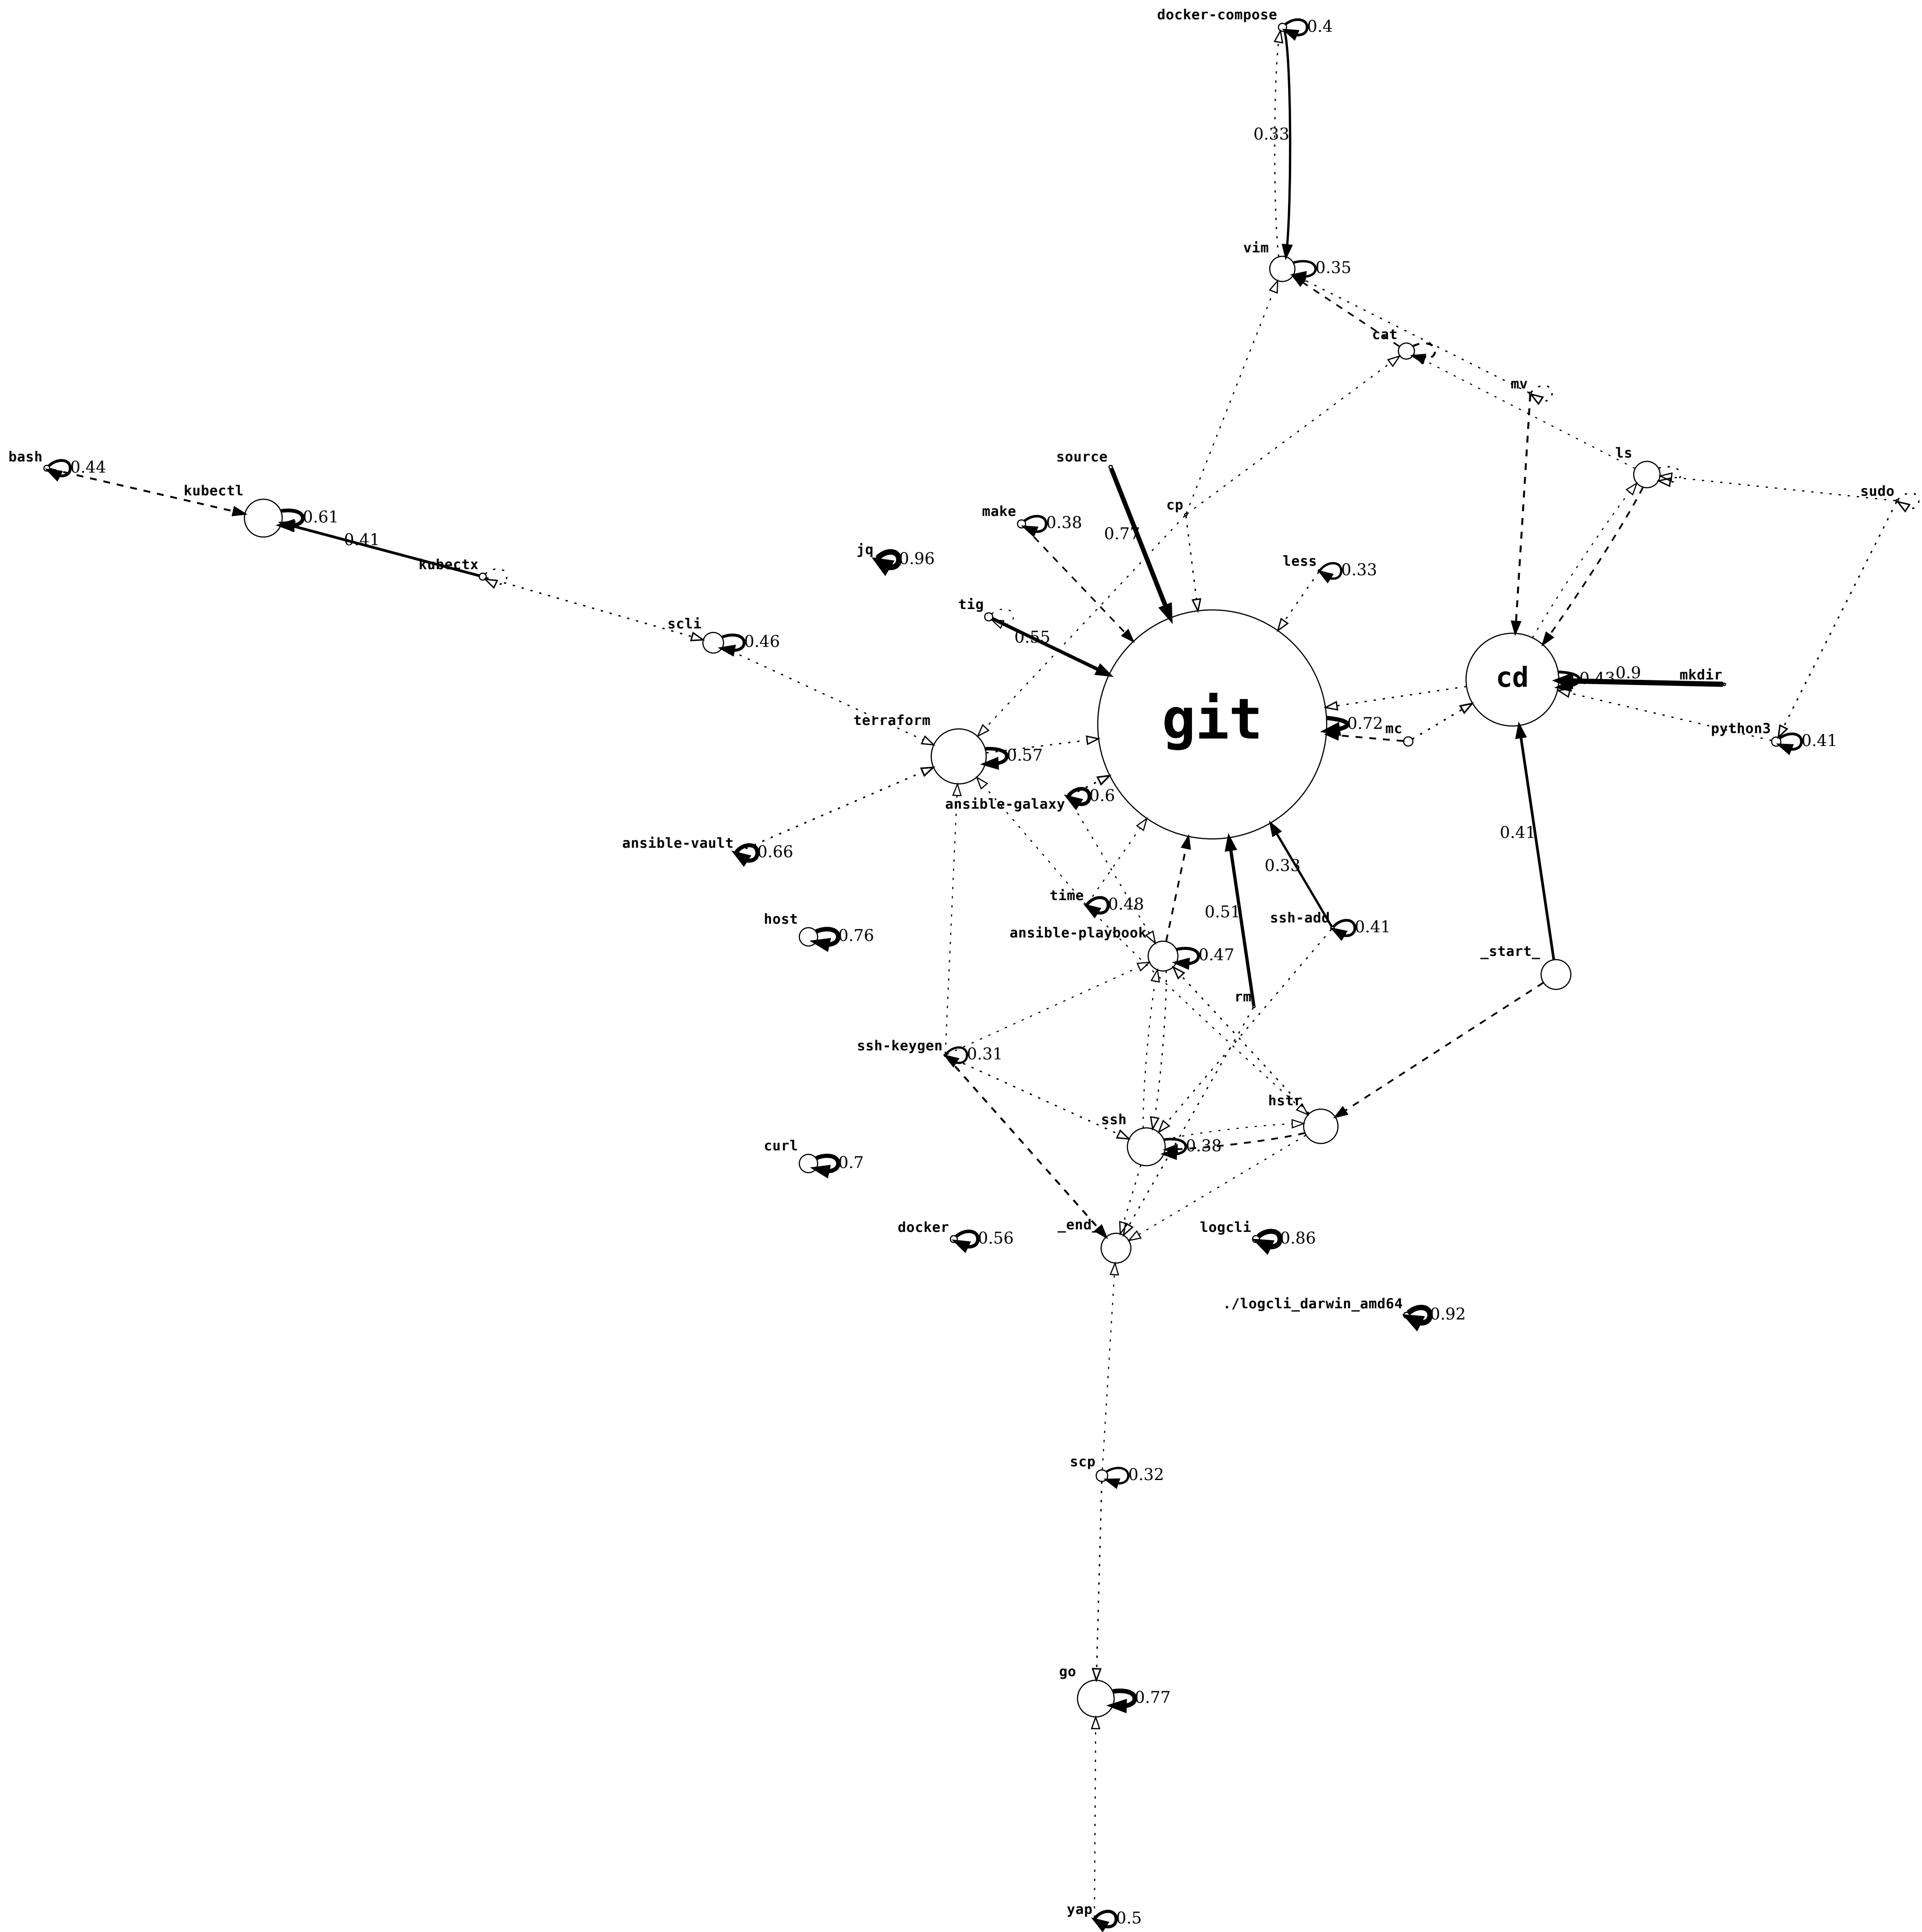 docker-compose
0.4
0.33
vim
0.35
cat
mv
ls
bash
0.44
source
kubectl
0.61
sudo
cp
make
0.38
0.77
0.41
jq
0.96
kubectx
less
0.33
tig
scli
0.46
0.55
cd
0.43
0.9
mkdir
git
0.72
mc
terraform
0.57
python3
0.41
ansible-galaxy
0.6
0.41
ansible-vault
0.66
0.33
time
0.48
0.51
host
0.76
ssh-add
0.41
ansible-playbook
0.47
_start_
rm
ssh-keygen
0.31
hstr
ssh
0.38
curl
0.7
docker
0.56
_end_
logcli
0.86
./logcli_darwin_amd64
0.92
scp
0.32
go
0.77
yap
0.5